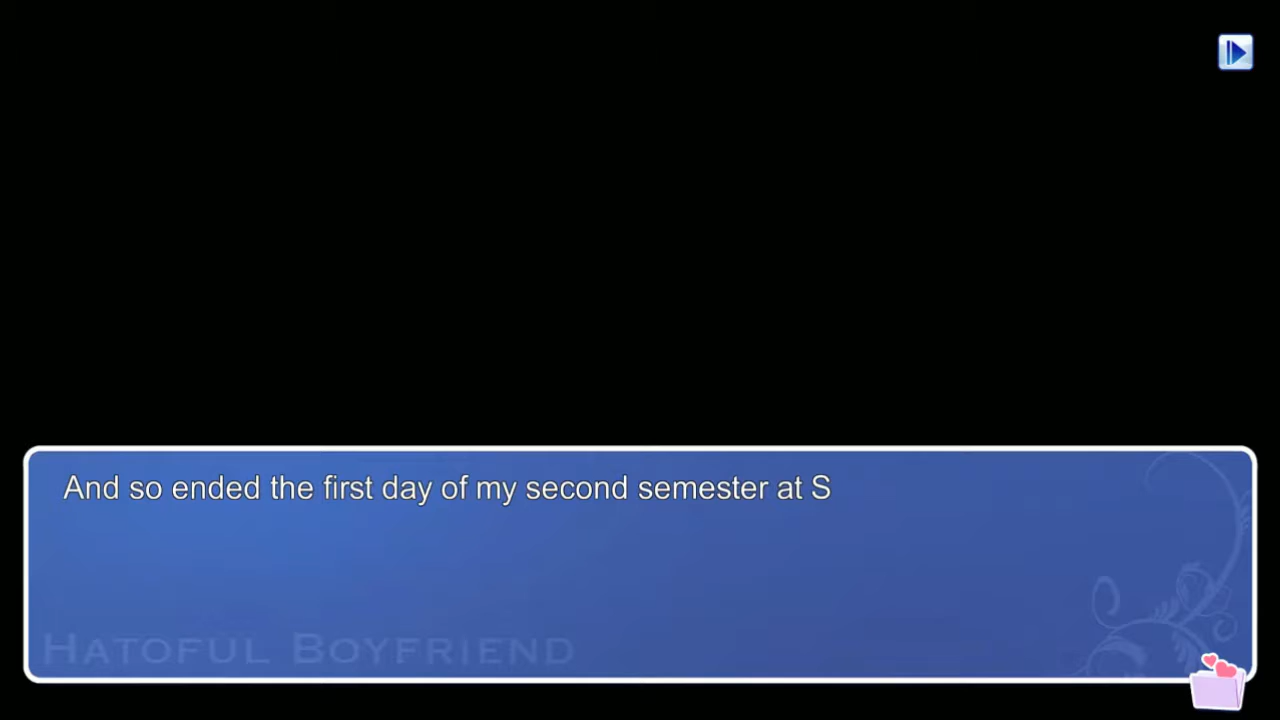 And so ended the first day of my second semester at S
HATOFUL BOYFRIEND